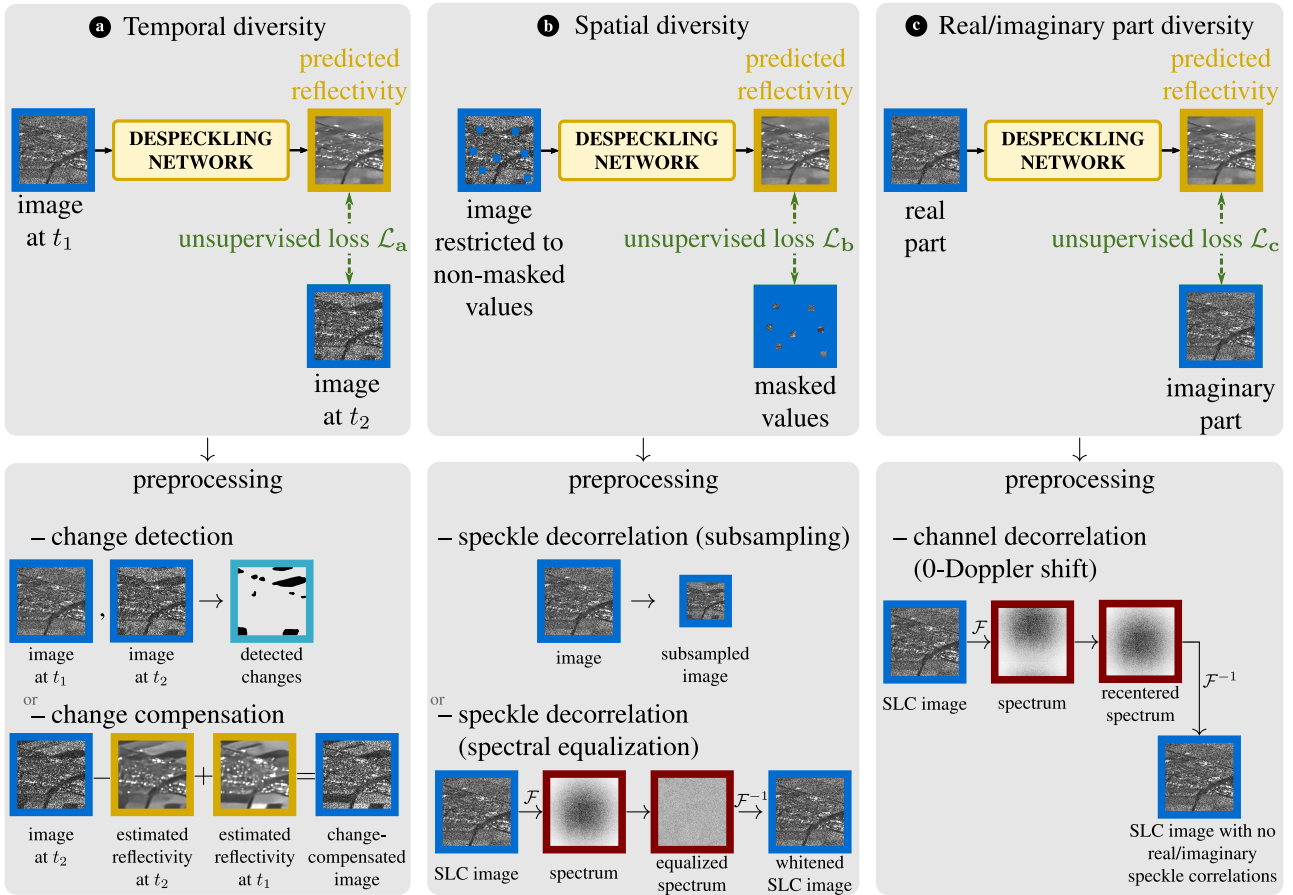 a Temporal diversity
predicted
reflectivity
DESPECKLING
NETWORK
image
at t1
unsupervised loss ℒa
image
at t2
b Spatial diversity
predicted
reflectivity
DESPECKLING
NETWORK
image
restricted to
non-masked
values
unsupervised loss ℒb
masked
values
c Real/imaginary part diversity
predicted
reflectivity
DESPECKLING
NETWORK
real
part
unsupervised loss ℒc
imaginary
part
preprocessing
– change detection
, →
image
at t1
image
at t2
detected
changes
or
– change compensation
– + =
image
at t2
estimated
reflectivity
at t2
estimated
reflectivity
at t1
change-
compensated
image
preprocessing
– speckle decorrelation (subsampling)
→
image
subsampled
image
or
– speckle decorrelation
(spectral equalization)
ℱ ℱ−1
SLC image
spectrum
equalized
spectrum
whitened
SLC image
preprocessing
– channel decorrelation
(0-Doppler shift)
ℱ
ℱ−1
SLC image
spectrum
recentered
spectrum
SLC image with no
real/imaginary
speckle correlations